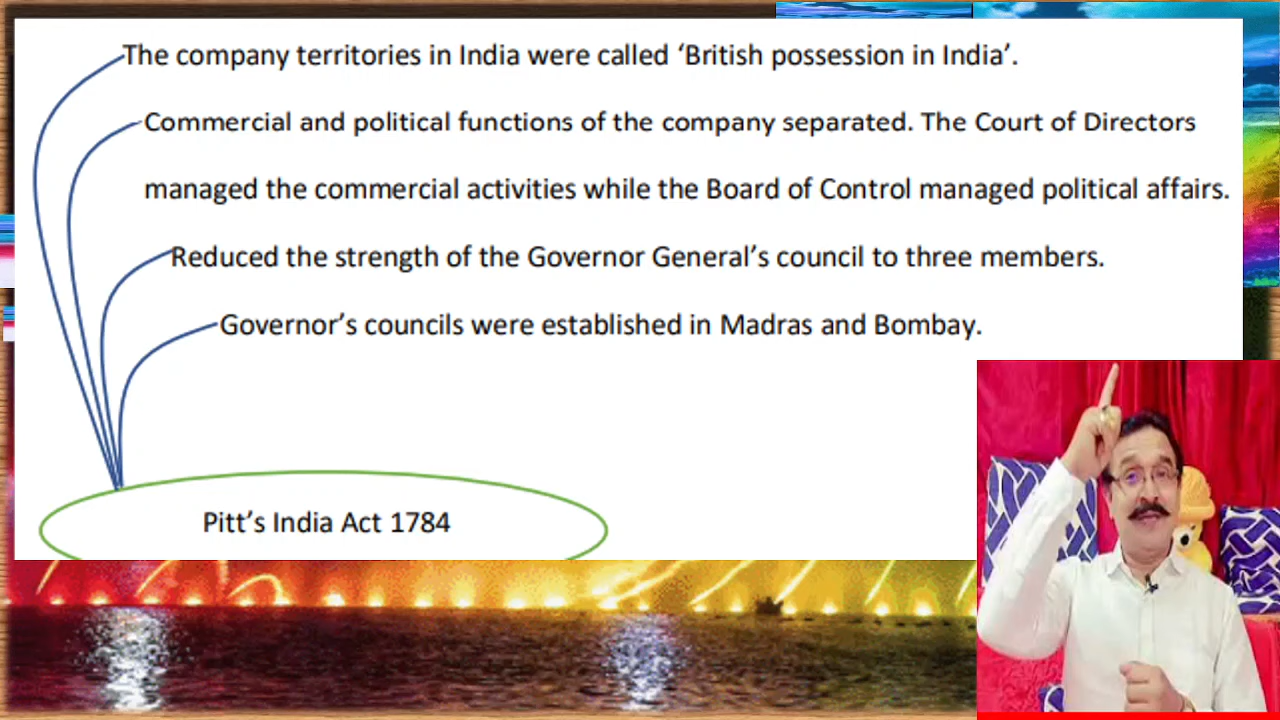 The company territories in India were called ‘British possession in India’.
Commercial and political functions of the company separated. The Court of Directors
managed the commercial activities while the Board of Control managed political affairs.
Reduced the strength of the Governor General’s council to three members.
Governor’s councils were established in Madras and Bombay.
Pitt’s India Act 1784